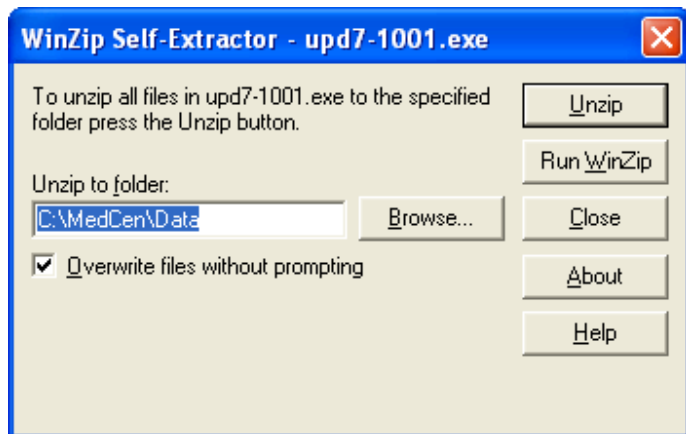 WinZip Self-Extractor - upd7-1001.exe
To unzip all files in upd7-1001.exe to the specified
folder press the Unzip button.
Unzip to folder:
C:\MedCen\Data
Browse...
Overwrite files without prompting
Unzip
Run WinZip
Close
About
Help